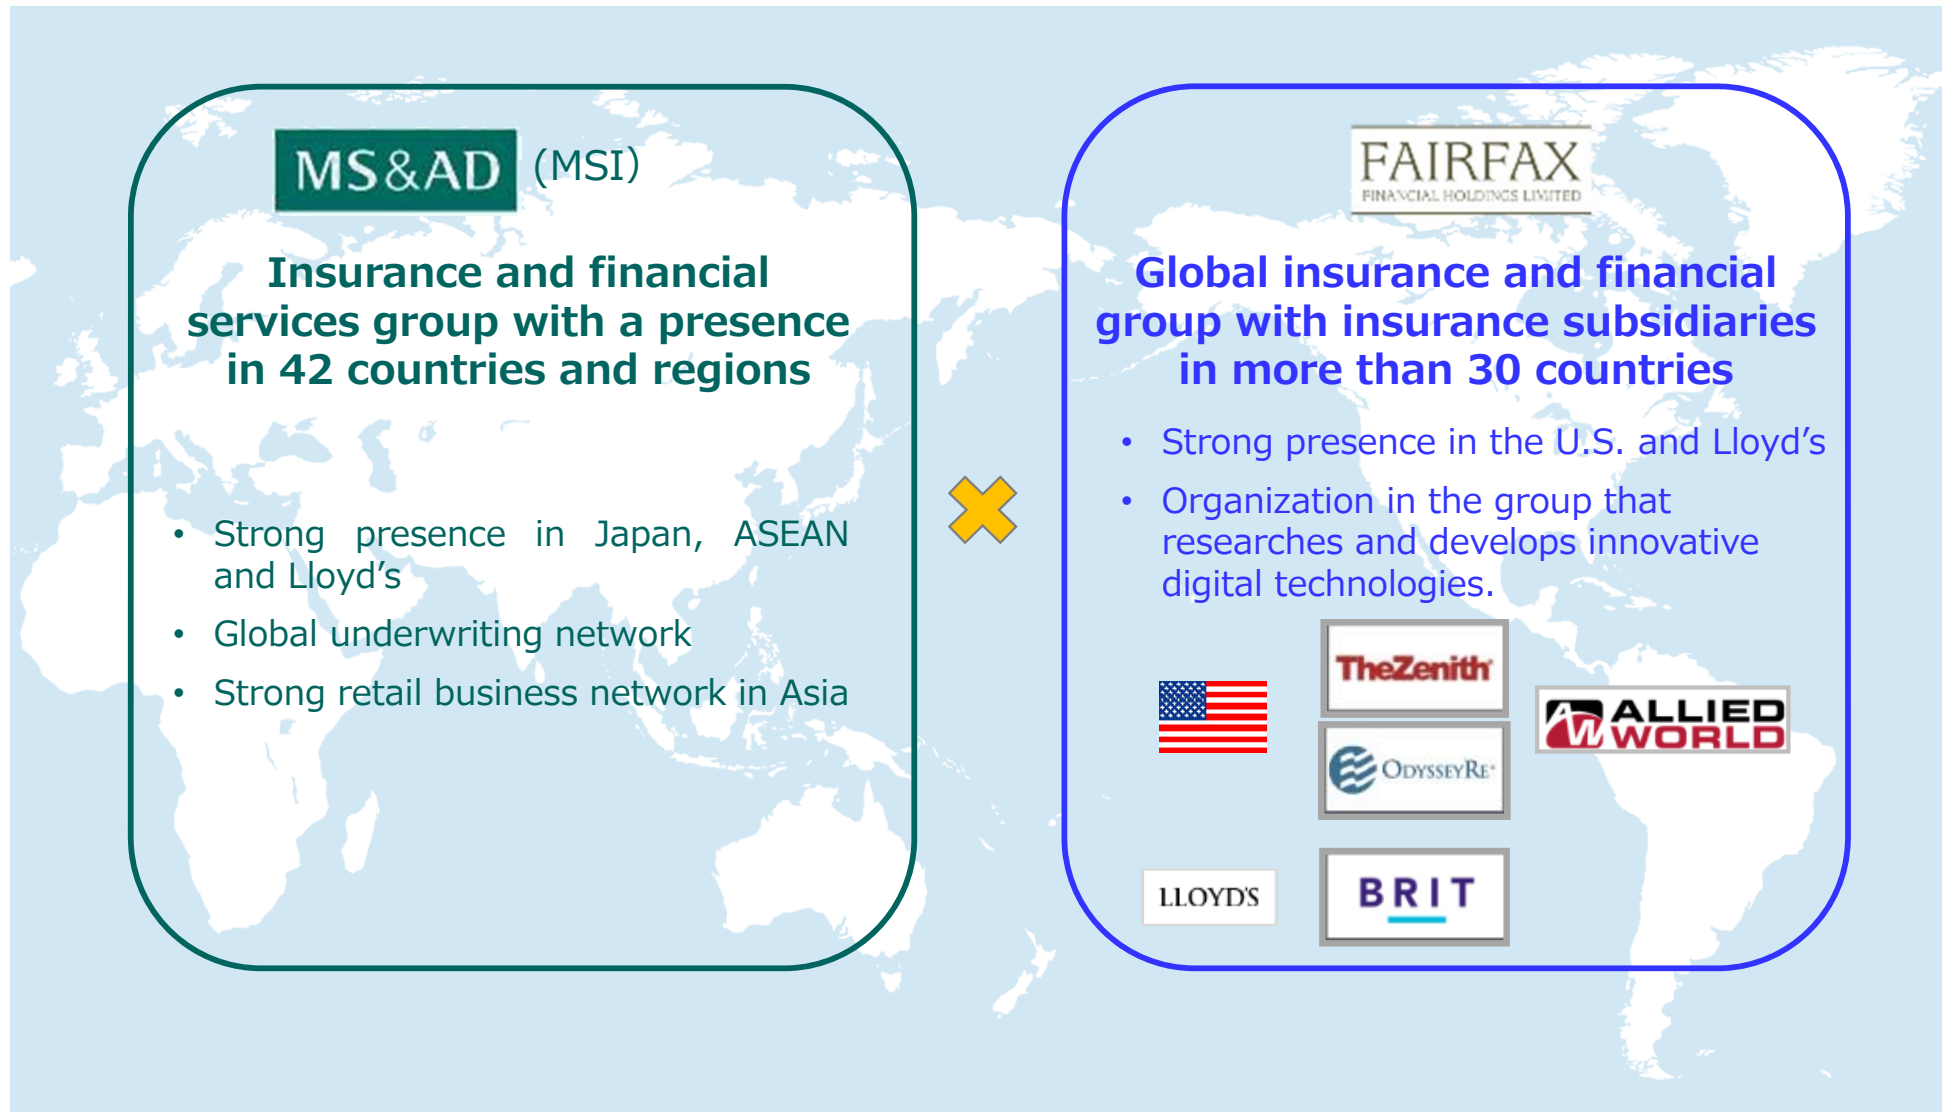 MS&AD (MSI)
Insurance and financial
services group with a presence
in 42 countries and regions
• Strong presence in Japan, ASEAN
and Lloyd’s
• Global underwriting network
• Strong retail business network in Asia
FAIRFAX
FINANCIAL HOLDINGS LIMITED
Global insurance and financial
group with insurance subsidiaries
in more than 30 countries
• Strong presence in the U.S. and Lloyd’s
• Organization in the group that
researches and develops innovative
digital technologies.
TheZenith
ODYSSEYRE
AW ALLIED
WORLD
LLOYD'S
BRIT